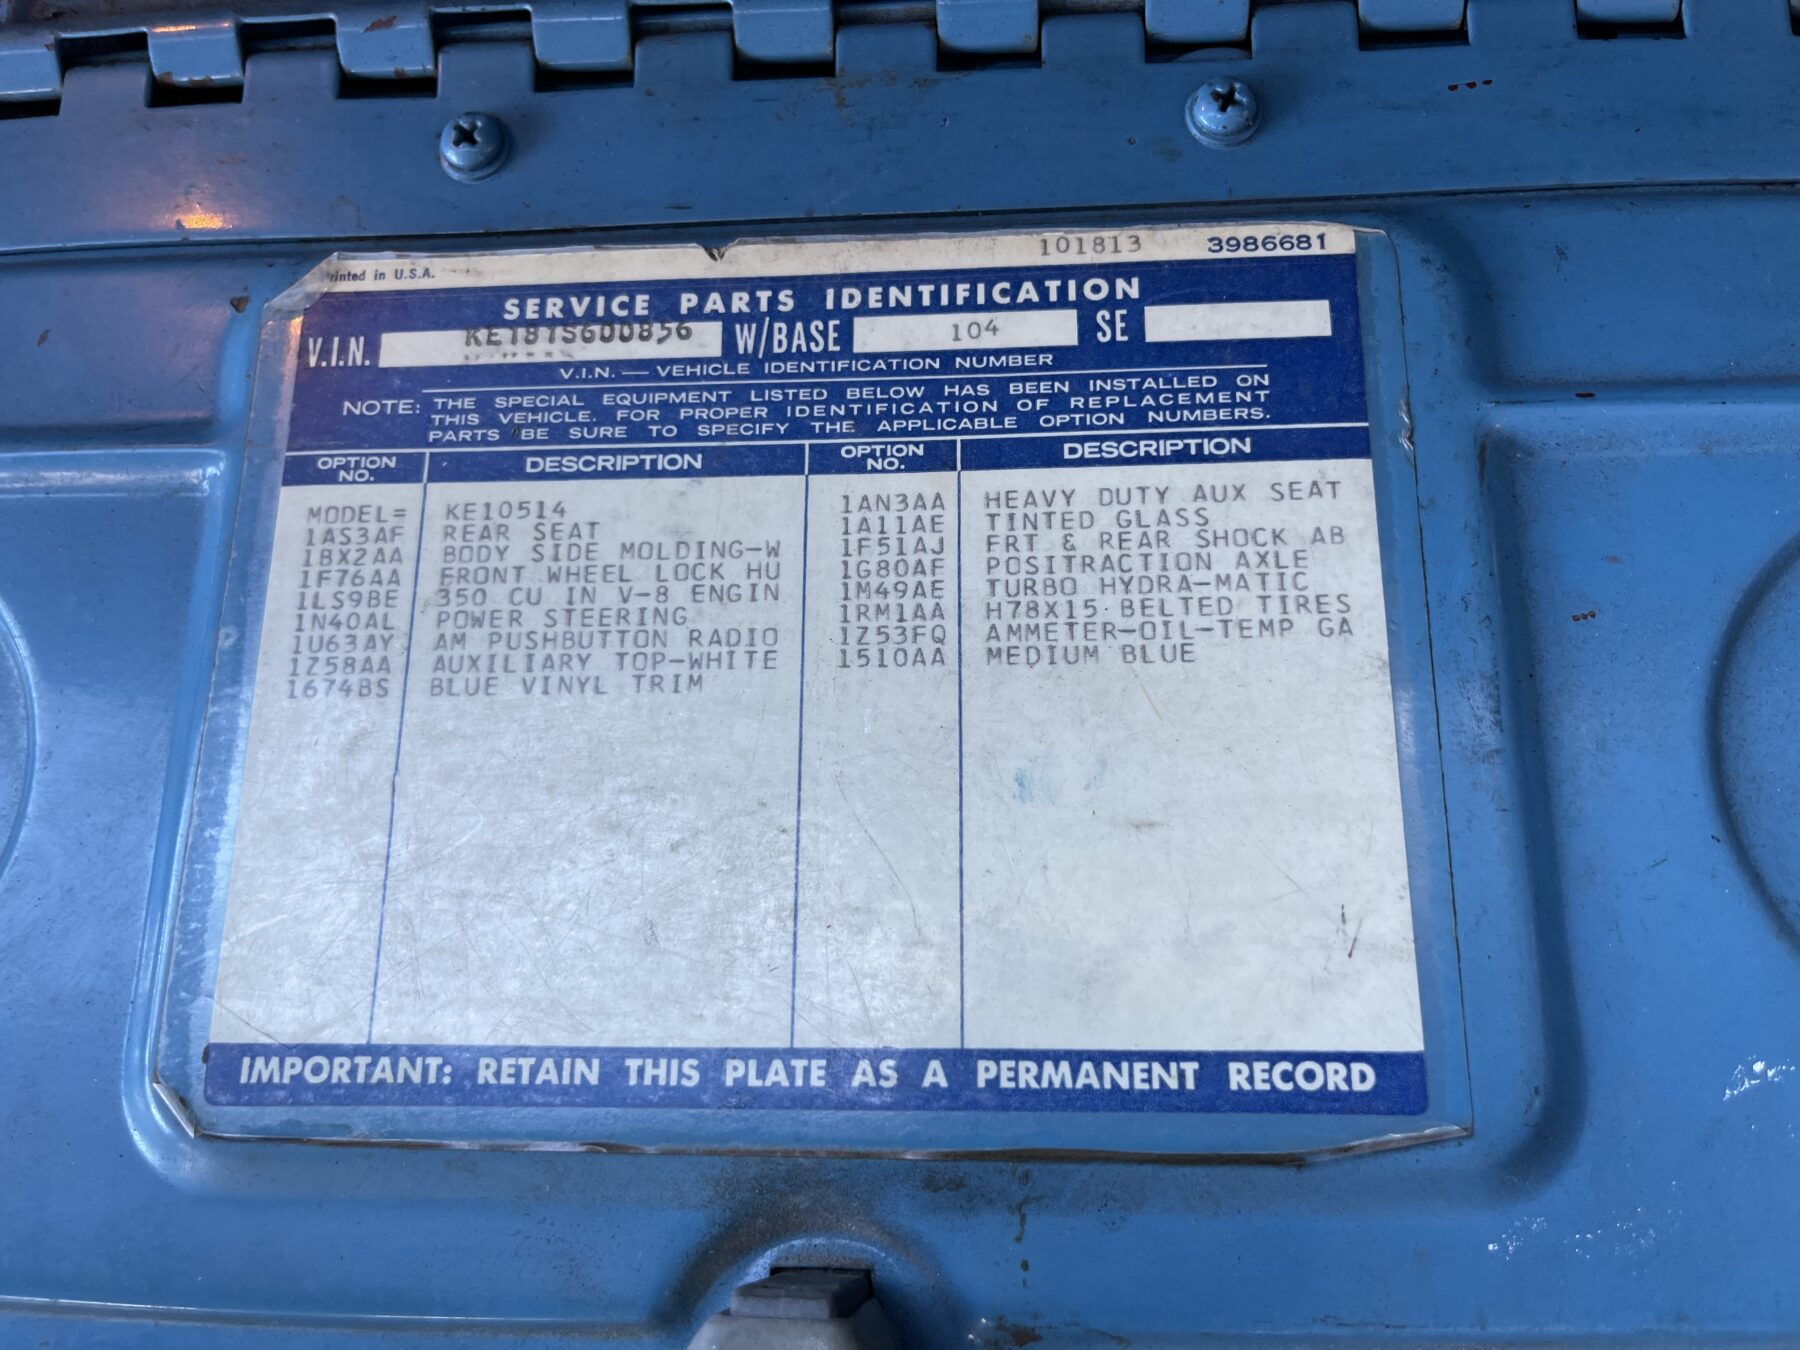 Printed in U.S.A. 101813 3986681
SERVICE PARTS IDENTIFICATION
V.I.N. KE181S600856 W/BASE 104 SE
V.I.N. — VEHICLE IDENTIFICATION NUMBER
NOTE: THE SPECIAL EQUIPMENT LISTED BELOW HAS BEEN INSTALLED ON
THIS VEHICLE. FOR PROPER IDENTIFICATION OF REPLACEMENT
PARTS BE SURE TO SPECIFY THE APPLICABLE OPTION NUMBERS.
OPTION NO. DESCRIPTION OPTION NO. DESCRIPTION
MODEL= KE10514
1AS3AF REAR SEAT
1BX2AA BODY SIDE MOLDING-W
1F76AA FRONT WHEEL LOCK HU
1LS9BE 350 CU IN V-8 ENGIN
1N40AL POWER STEERING
1U63AY AM PUSHBUTTON RADIO
1Z58AA AUXILIARY TOP-WHITE
1674BS BLUE VINYL TRIM
1AN3AA HEAVY DUTY AUX SEAT
1A11AE TINTED GLASS
1F51AJ FRT & REAR SHOCK AB
1G80AF POSITRACTION AXLE
1M49AE TURBO HYDRA-MATIC
1RM1AA H78X15 BELTED TIRES
1Z53FQ AMMETER-OIL-TEMP GA
1510AA MEDIUM BLUE
IMPORTANT: RETAIN THIS PLATE AS A PERMANENT RECORD